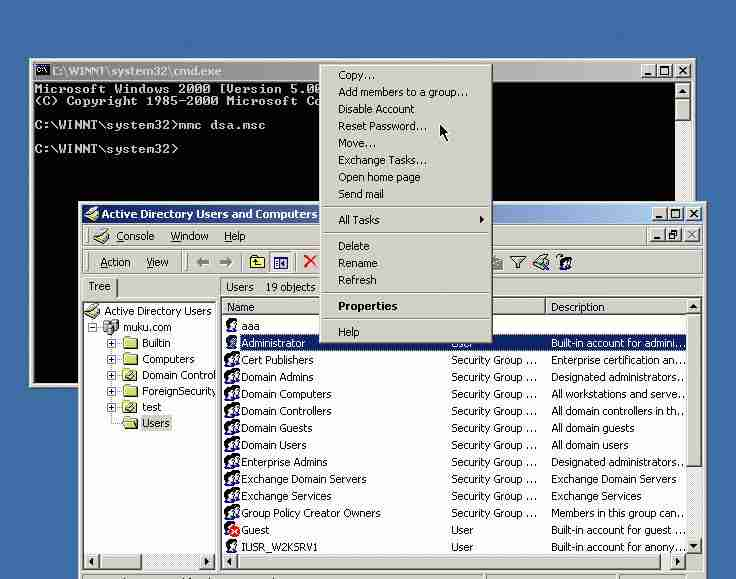 C:\WINNT\system32\cmd.exe
Microsoft Windows 2000 [Version 5.00
(C) Copyright 1985-2000 Microsoft Co
C:\WINNT\system32>mmc dsa.msc
C:\WINNT\system32>
Copy...
Add members to a group...
Disable Account
Reset Password...
Move...
Exchange Tasks...
Open home page
Send mail
All Tasks
Delete
Rename
Refresh
Properties
Help
Active Directory Users and Computers
Console Window Help
Action View
Tree
Users 19 objects
Active Directory Users
muku.com
Builtin
Computers
Domain Control
ForeignSecurity
test
Users
Name Description
aaa
Administrator User Built-in account for admini...
Cert Publishers Security Group ... Enterprise certification an...
Domain Admins Security Group ... Designated administrators...
Domain Computers Security Group ... All workstations and serve...
Domain Controllers Security Group ... All domain controllers in th...
Domain Guests Security Group ... All domain guests
Domain Users Security Group ... All domain users
Enterprise Admins Security Group ... Designated administrators...
Exchange Domain Servers Security Group ... Exchange Domain Servers
Exchange Services Security Group ... Exchange Services
Group Policy Creator Owners Security Group ... Members in this group can...
Guest User Built-in account for guest ...
IUSR_W2KSRV1 User Built-in account for anony...